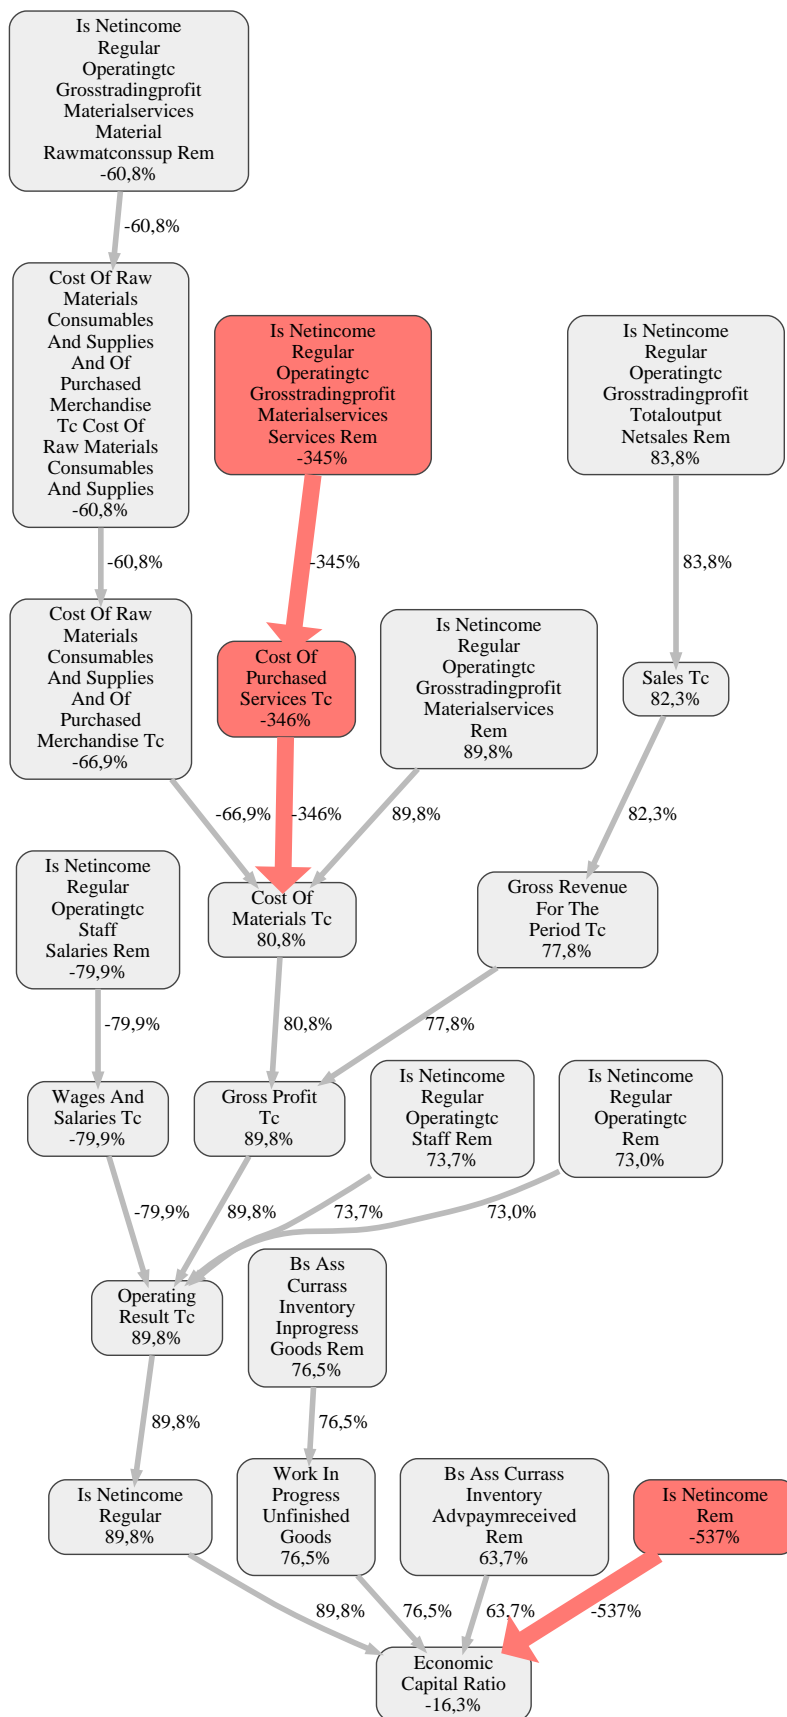 Is Netincome
Regular
Operatingtc
Grosstradingprofit
Materialservices
Material
Rawmatconssup Rem
-60,8%
-60,8%
Cost Of Raw
Materials
Consumables
And Supplies
And Of
Purchased
Merchandise
Tc Cost Of
Raw Materials
Consumables
And Supplies
-60,8%
Is Netincome
Regular
Operatingtc
Grosstradingprofit
Materialservices
Services Rem
-345%
Is Netincome
Regular
Operatingtc
Grosstradingprofit
Totaloutput
Netsales Rem
83,8%
-60,8%
-345%
83,8%
Cost Of Raw
Materials
Consumables
And Supplies
And Of
Purchased
Merchandise Tc
-66,9%
Cost Of
Purchased
Services Tc
-346%
Is Netincome
Regular
Operatingtc
Grosstradingprofit
Materialservices
Rem
89,8%
Sales Tc
82,3%
-66,9%
-346%
89,8%
82,3%
Is Netincome
Regular
Operatingtc
Staff
Salaries Rem
-79,9%
Cost Of
Materials Tc
80,8%
Gross Revenue
For The
Period Tc
77,8%
-79,9%
80,8%
77,8%
Wages And
Salaries Tc
-79,9%
Gross Profit
Tc
89,8%
Is Netincome
Regular
Operatingtc
Staff Rem
73,7%
Is Netincome
Regular
Operatingtc
Rem
73,0%
-79,9%
89,8%
73,7%
73,0%
Operating
Result Tc
89,8%
Bs Ass
Currass
Inventory
Inprogress
Goods Rem
76,5%
89,8%
76,5%
Is Netincome
Regular
89,8%
Work In
Progress
Unfinished
Goods
76,5%
Bs Ass Currass
Inventory
Advpaymreceived
Rem
63,7%
Is Netincome
Rem
-537%
89,8%
76,5%
63,7%
-537%
Economic
Capital Ratio
-16,3%